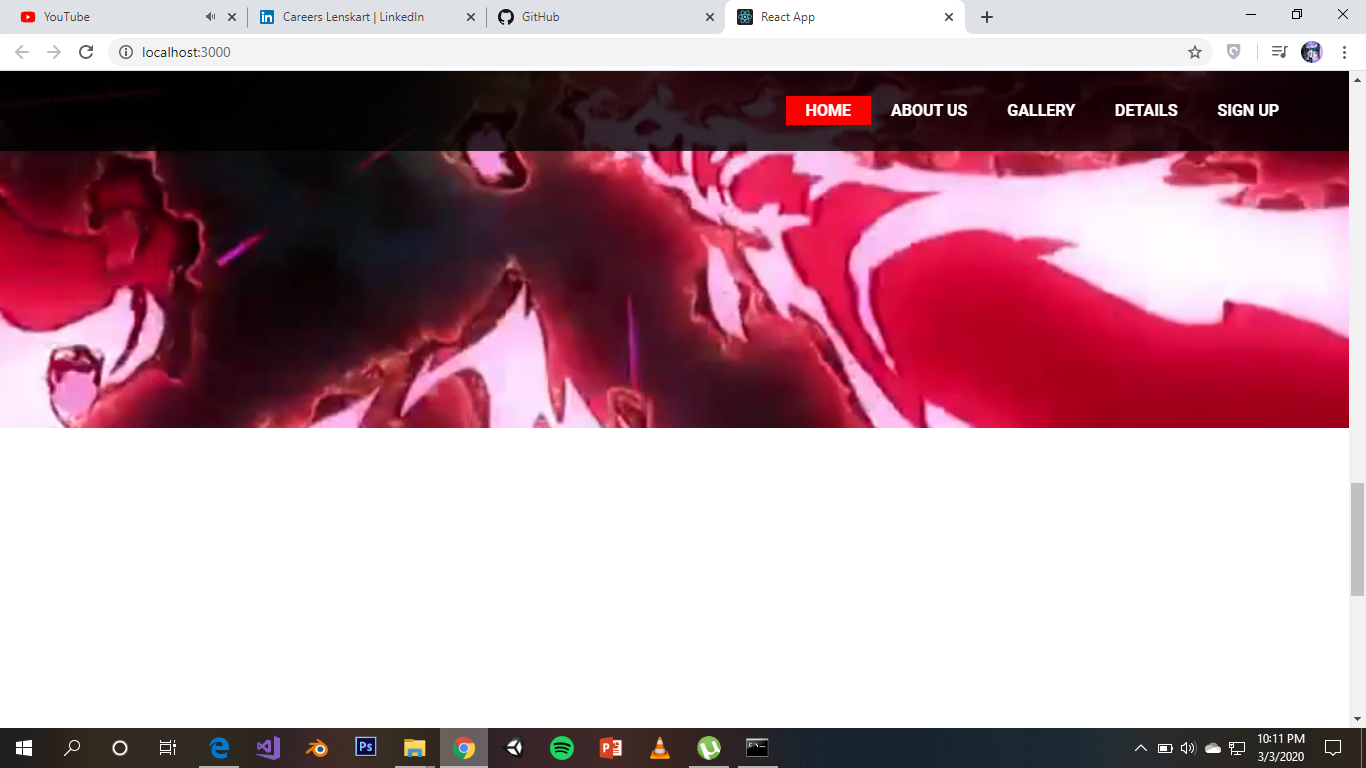 YouTube
Careers Lenskart | LinkedIn
GitHub
React App
localhost:3000
HOME ABOUT US GALLERY DETAILS SIGN UP
Ps
10:11 PM
3/3/2020